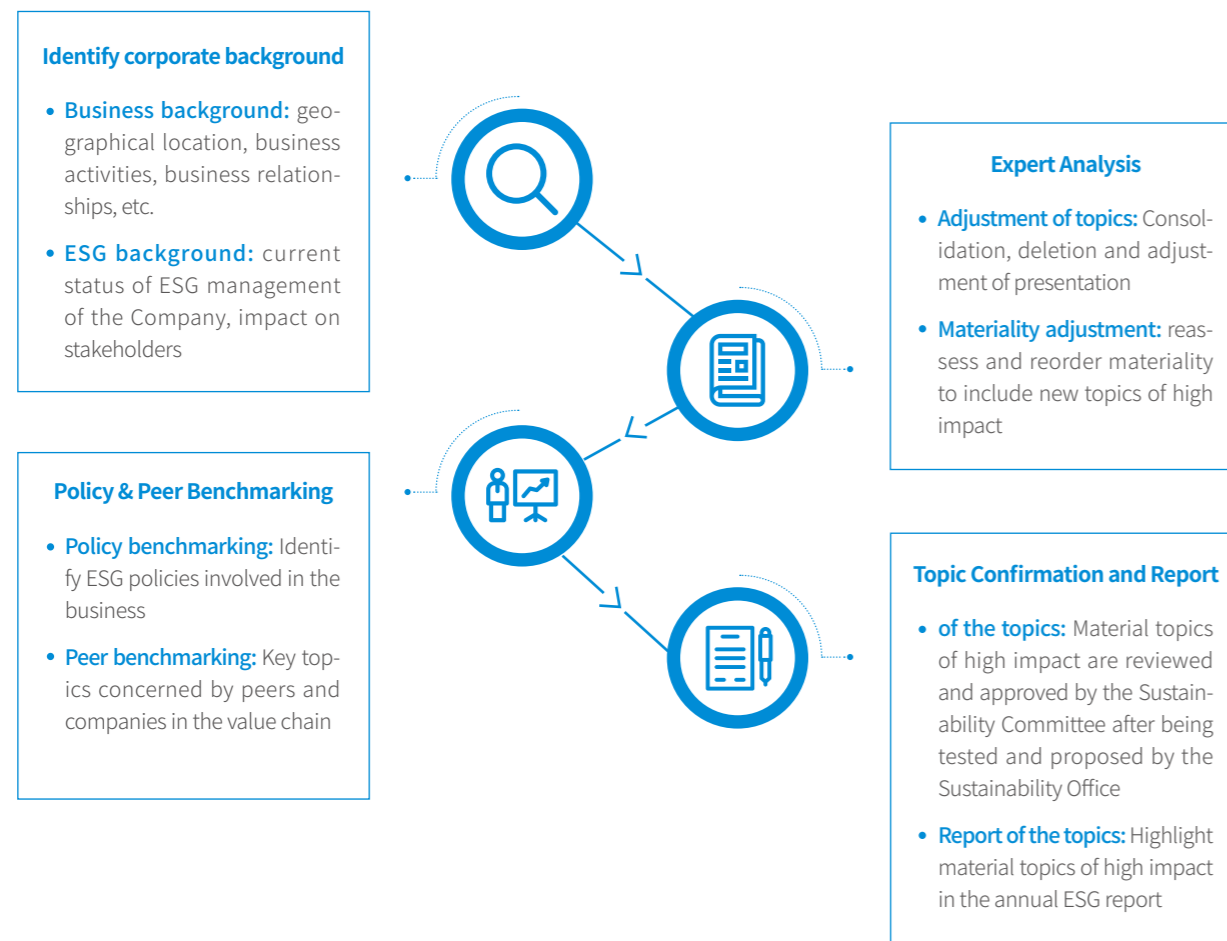 Identify corporate background
• Business background: geo-
graphical location, business
activities, business relation-
ships, etc.
• ESG background: current
status of ESG management
of the Company, impact on
stakeholders
Expert Analysis
• Adjustment of topics: Consol-
idation, deletion and adjust-
ment of presentation
• Materiality adjustment: reas-
sess and reorder materiality
to include new topics of high
impact
Policy & Peer Benchmarking
• Policy benchmarking: Identi-
fy ESG policies involved in the
business
• Peer benchmarking: Key top-
ics concerned by peers and
companies in the value chain
Topic Confirmation and Report
• of the topics: Material topics
of high impact are reviewed
and approved by the Sustain-
ability Committee after being
tested and proposed by the
Sustainability Office
• Report of the topics: Highlight
material topics of high impact
in the annual ESG report